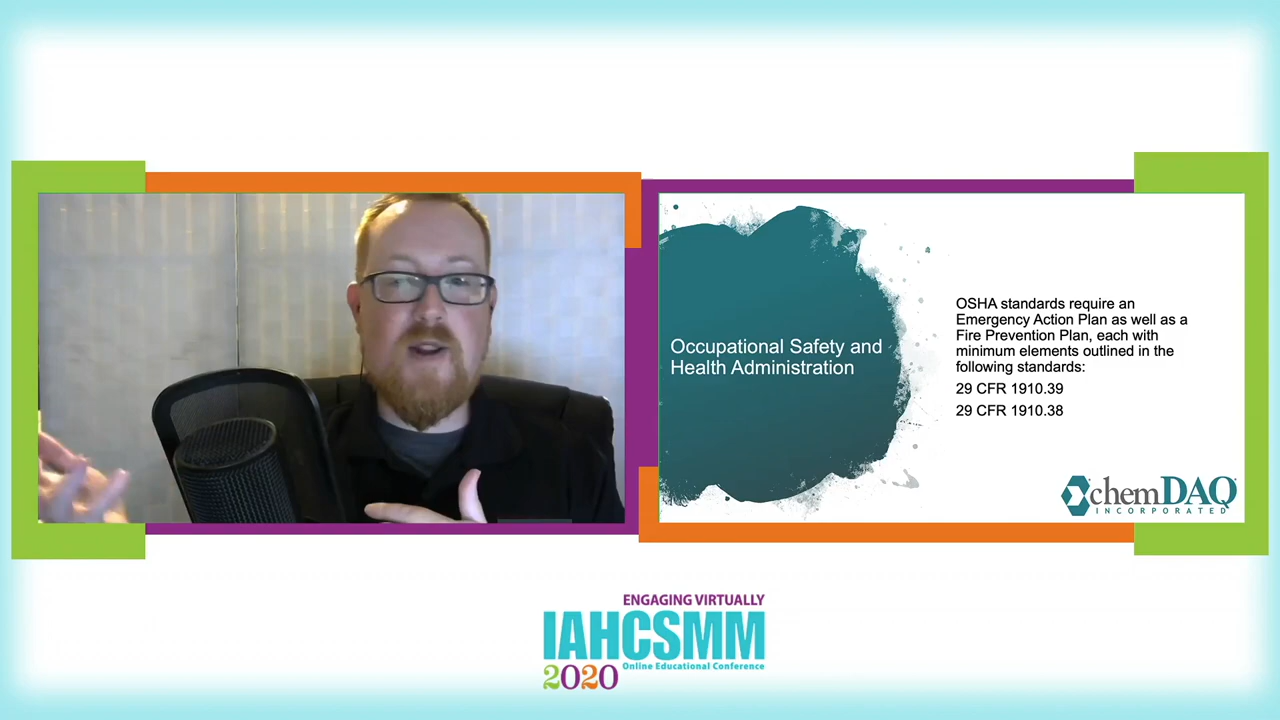 Occupational Safety and
Health Administration
OSHA standards require an
Emergency Action Plan as well as a
Fire Prevention Plan, each with
minimum elements outlined in the
following standards:
29 CFR 1910.39
29 CFR 1910.38
chemDAQ
INCORPORATED
ENGAGING VIRTUALLY
IAHCSMM
2020
Online Educational Conference